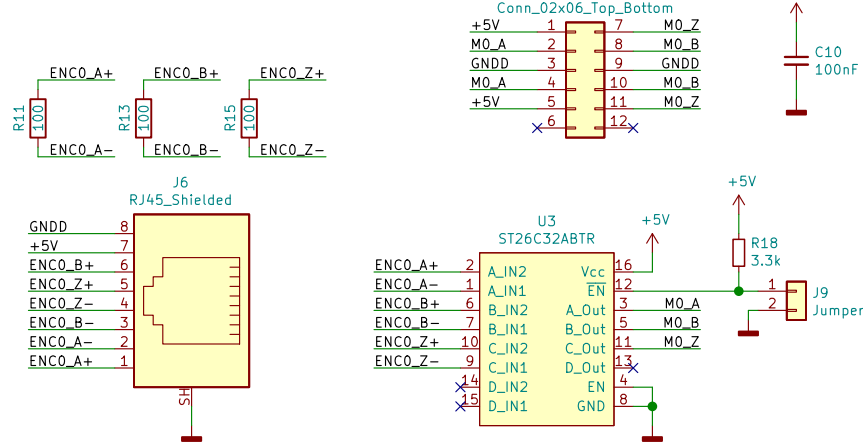 Conn_02x06_Top_Bottom
+5V 1 7 M0_Z
M0_A 2 8 M0_B
GNDD 3 9 GNDD
M0_A 4 10 M0_B
+5V 5 11 M0_Z
6 12
C10
100nF
ENC0_A+ ENC0_B+ ENC0_Z+
R11 100 R13 100 R15 100
ENC0_A- ENC0_B- ENC0_Z-
J6
RJ45_Shielded
GNDD 8
+5V 7
ENC0_B+ 6
ENC0_Z+ 5
ENC0_Z- 4
ENC0_B- 3
ENC0_A- 2
ENC0_A+ 1
SH
U3
ST26C32ABTR
+5V
ENC0_A+ 2 A_IN2 Vcc 16
ENC0_A- 1 A_IN1 EN 12
ENC0_B+ 6 B_IN2 A_Out 3 M0_A
ENC0_B- 7 B_IN1 B_Out 5 M0_B
ENC0_Z+ 10 C_IN2 C_Out 11 M0_Z
ENC0_Z- 9 C_IN1 D_Out 13
14 D_IN2 EN 4
15 D_IN1 GND 8
+5V
R18
3.3k
1 J9
2 Jumper